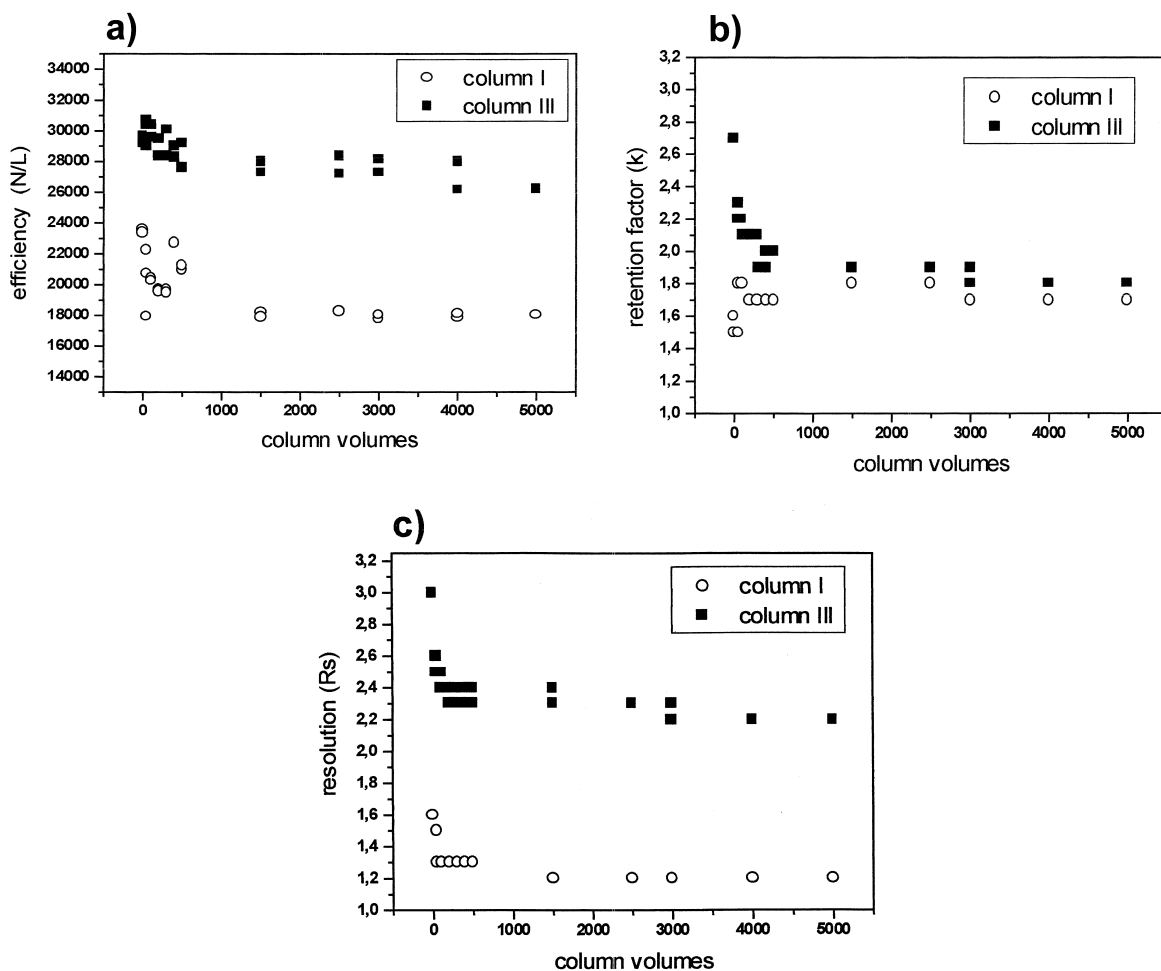 a)
efficiency (N/L)
34000
32000
30000
28000
26000
24000
22000
20000
18000
16000
14000
column I
column III
0 1000 2000 3000 4000 5000
column volumes
b)
retention factor (k)
3,2
3,0
2,8
2,6
2,4
2,2
2,0
1,8
1,6
1,4
1,2
1,0
column I
column III
0 1000 2000 3000 4000 5000
column volumes
c)
resolution (Rs)
3,2
3,0
2,8
2,6
2,4
2,2
2,0
1,8
1,6
1,4
1,2
1,0
column I
column III
0 1000 2000 3000 4000 5000
column volumes